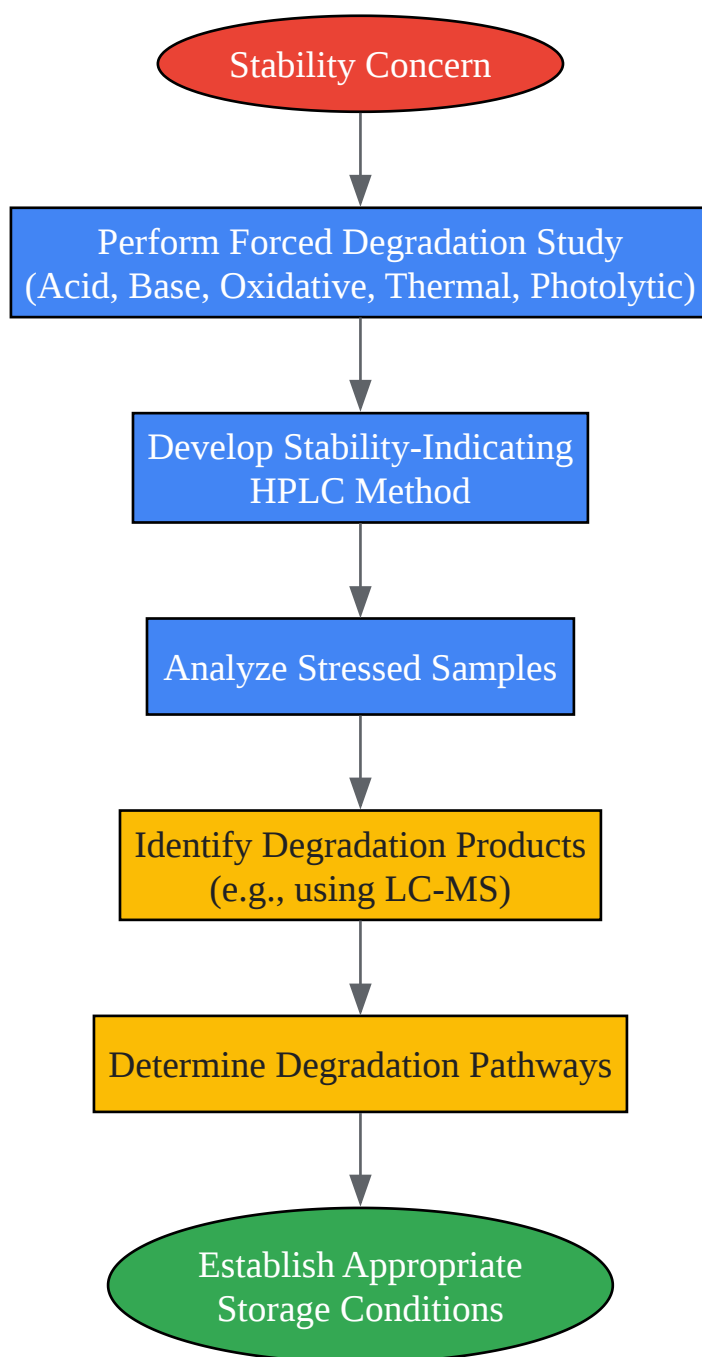 Stability Concern
Perform Forced Degradation Study
(Acid, Base, Oxidative, Thermal, Photolytic)
Develop Stability-Indicating
HPLC Method
Analyze Stressed Samples
Identify Degradation Products
(e.g., using LC-MS)
Determine Degradation Pathways
Establish Appropriate
Storage Conditions